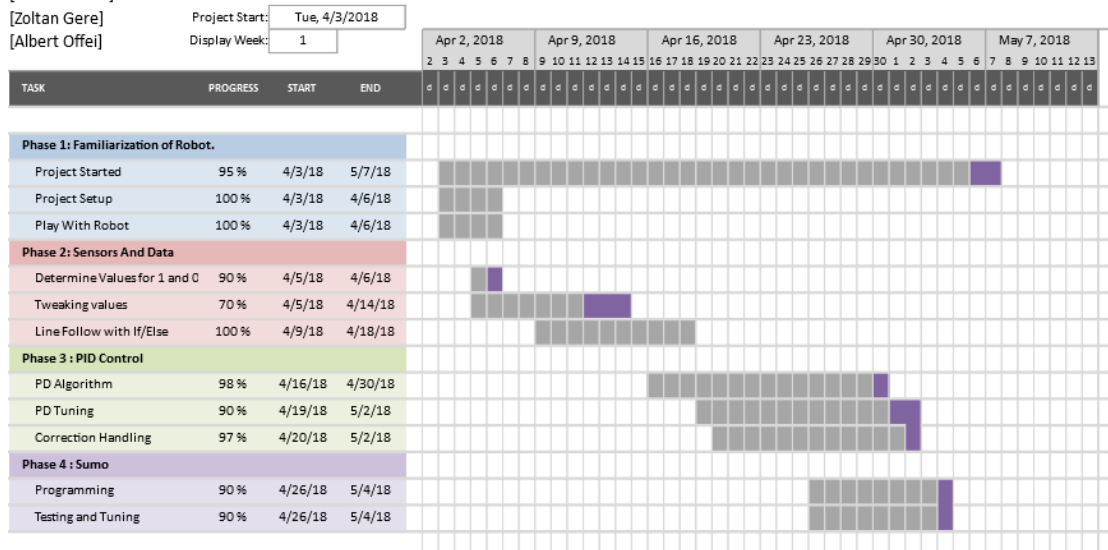 [Zoltan Gere] Project Start: Tue, 4/3/2018
[Albert Offei] Display Week: 1
Apr 2, 2018 Apr 9, 2018 Apr 16, 2018 Apr 23, 2018 Apr 30, 2018 May 7, 2018
2 3 4 5 6 7 8 9 10 11 12 13 14 15 16 17 18 19 20 21 22 23 24 25 26 27 28 29 30 1 2 3 4 5 6 7 8 9 10 11 12 13
TASK PROGRESS START END d d d d d d d d d d d d d d d d d d d d d d d d d d d d d d d d d d d d d d d d d d
Phase 1: Familiarization of Robot.
Project Started 95% 4/3/18 5/7/18
Project Setup 100% 4/3/18 4/6/18
Play With Robot 100% 4/3/18 4/6/18
Phase 2: Sensors And Data
Determine Values for 1 and 0 90% 4/5/18 4/6/18
Tweaking values 70% 4/5/18 4/14/18
Line Follow with If/Else 100% 4/9/18 4/18/18
Phase 3 : PID Control
PD Algorithm 98% 4/16/18 4/30/18
PD Tuning 90% 4/19/18 5/2/18
Correction Handling 97% 4/20/18 5/2/18
Phase 4 : Sumo
Programming 90% 4/26/18 5/4/18
Testing and Tuning 90% 4/26/18 5/4/18